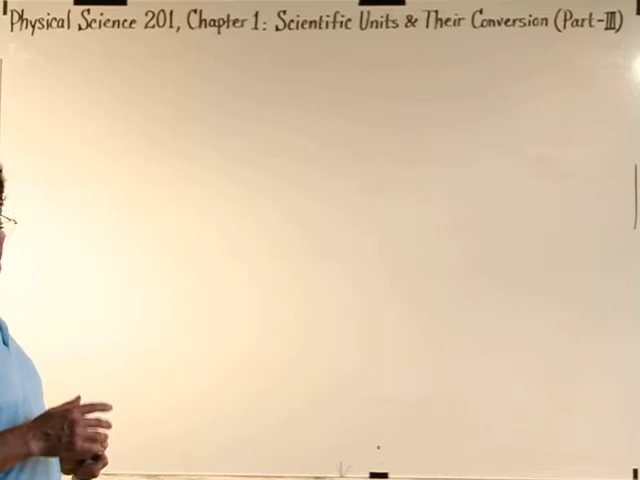 Physical Science 201, Chapter 1: Scientific Units & Their Conversion (Part-III)